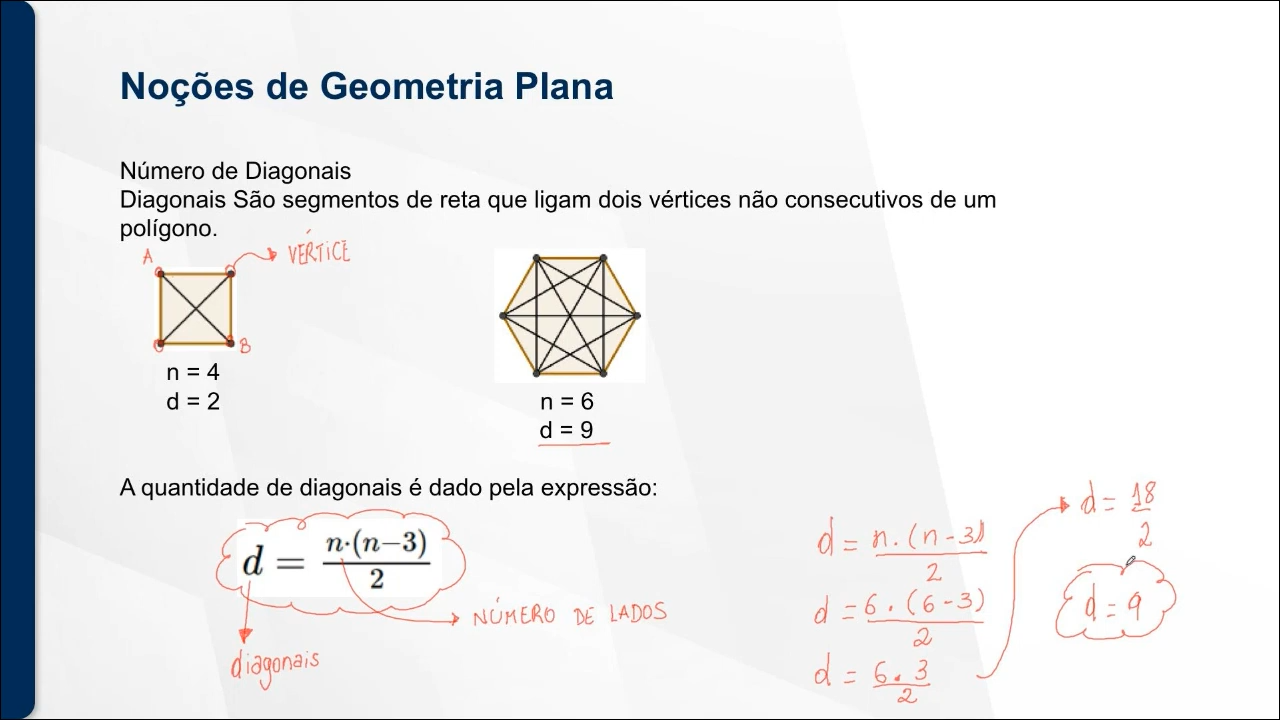 Noções de Geometria Plana
Número de Diagonais
Diagonais São segmentos de reta que ligam dois vértices não consecutivos de um
polígono.
A
VÉRTICE
B
n = 4
d = 2
n = 6
d = 9
A quantidade de diagonais é dado pela expressão:
d = n·(n−3)/2
NÚMERO DE LADOS
diagonais
d = n.(n-3)/2
d = 6.(6-3)/2
d = 6.3/2
d = 18/2
d = 9